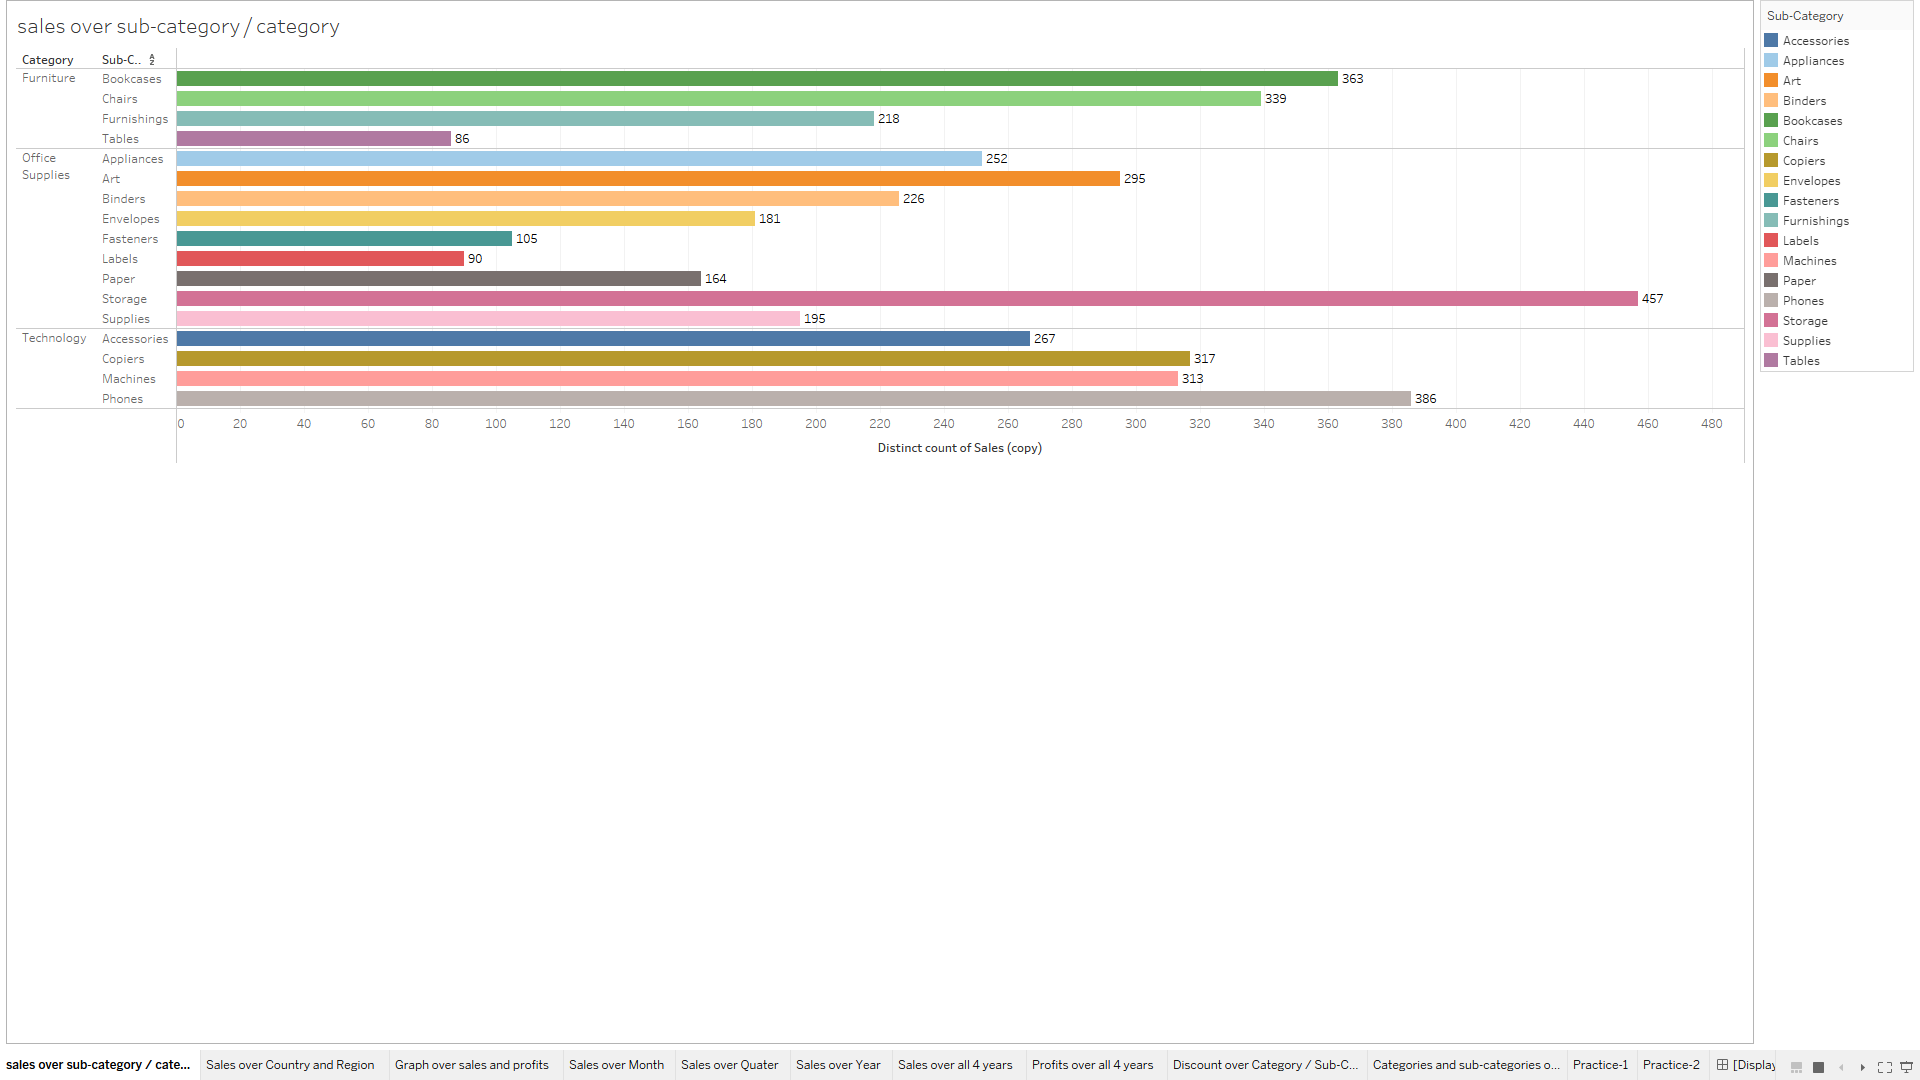 sales over sub-category / category
Category Sub-C..
Furniture Bookcases 363
Chairs 339
Furnishings 218
Tables 86
Office Supplies Appliances 252
Art 295
Binders 226
Envelopes 181
Fasteners 105
Labels 90
Paper 164
Storage 457
Supplies 195
Technology Accessories 267
Copiers 317
Machines 313
Phones 386
0 20 40 60 80 100 120 140 160 180 200 220 240 260 280 300 320 340 360 380 400 420 440 460 480
Distinct count of Sales (copy)
Sub-Category
Accessories
Appliances
Art
Binders
Bookcases
Chairs
Copiers
Envelopes
Fasteners
Furnishings
Labels
Machines
Paper
Phones
Storage
Supplies
Tables
sales over sub-category / cate... Sales over Country and Region Graph over sales and profits Sales over Month Sales over Quater Sales over Year Sales over all 4 years Profits over all 4 years Discount over Category / Sub-C... Categories and sub-categories o... Practice-1 Practice-2 [Display